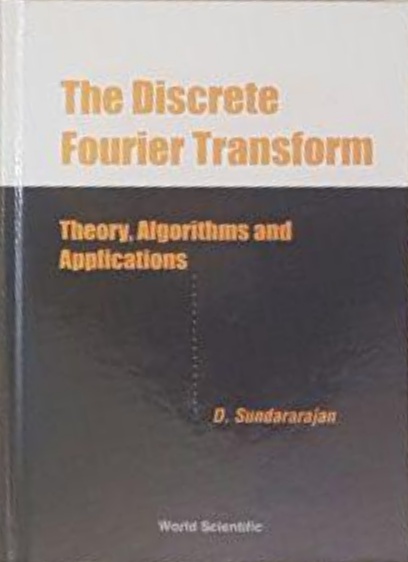 The Discrete
Fourier Transform
Theory, Algorithms and
Applications
D. Sundararajan
World Scientific